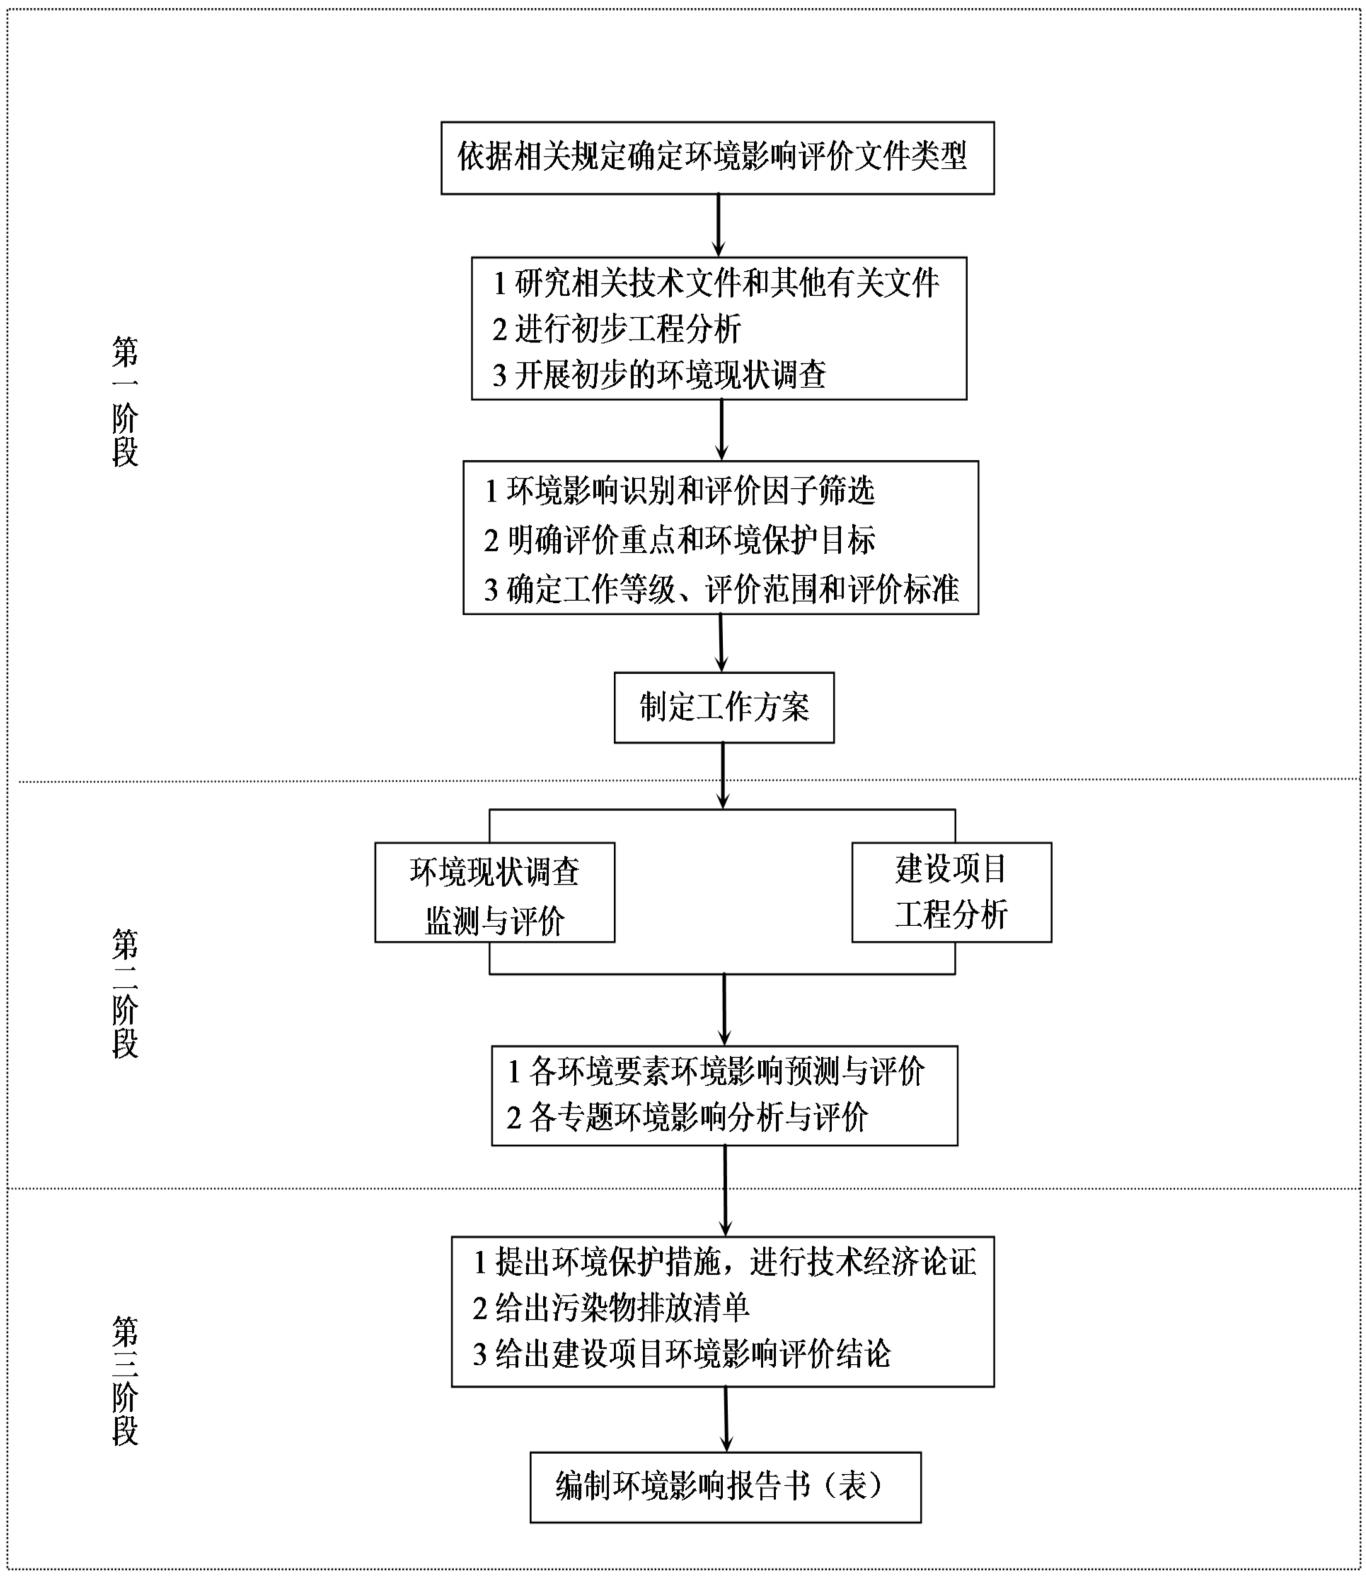 依据相关规定确定环境影响评价文件类型
1 研究相关技术文件和其他有关文件
2 进行初步工程分析
3 开展初步的环境现状调查
第一阶段
1 环境影响识别和评价因子筛选
2 明确评价重点和环境保护目标
3 确定工作等级、评价范围和评价标准
制定工作方案
环境现状调查
监测与评价
建设项目
工程分析
第二阶段
1 各环境要素环境影响预测与评价
2 各专题环境影响分析与评价
1 提出环境保护措施，进行技术经济论证
2 给出污染物排放清单
3 给出建设项目环境影响评价结论
第三阶段
编制环境影响报告书（表）